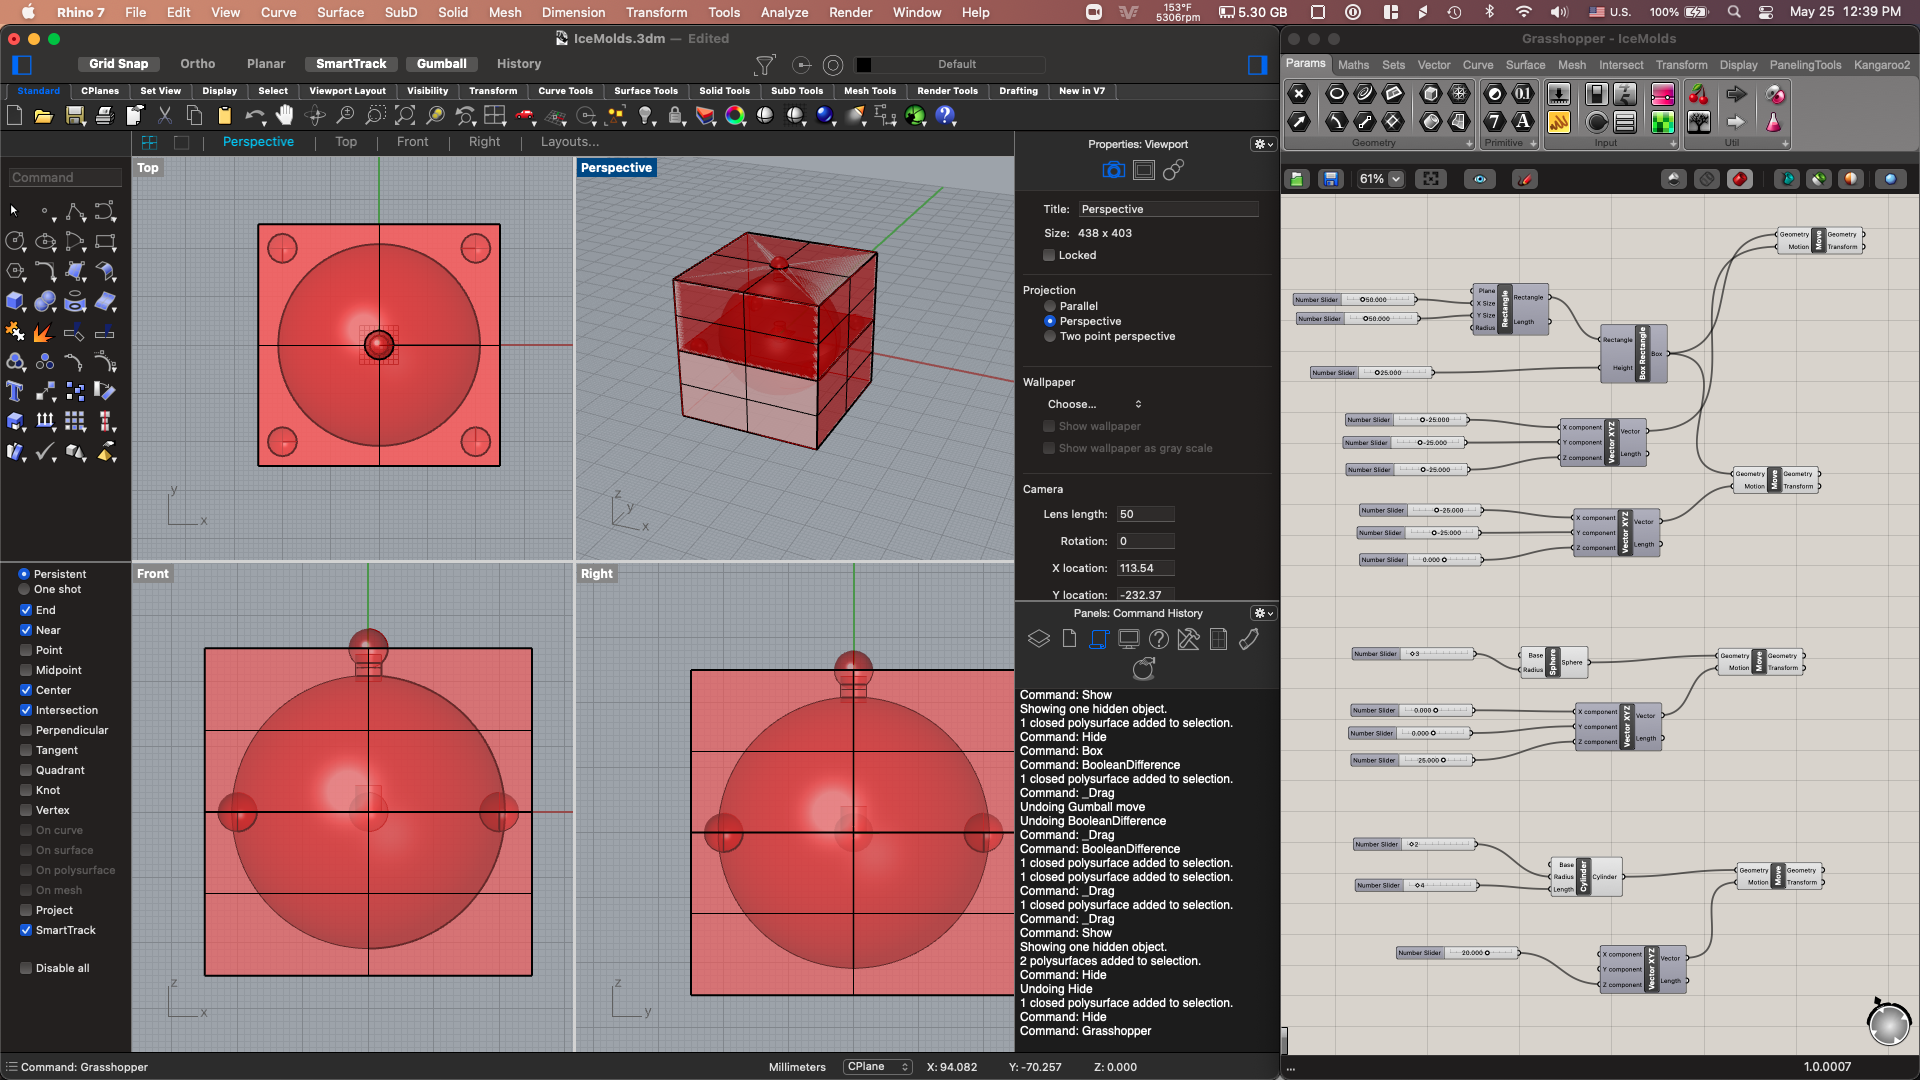 Rhino 7 File Edit View Curve Surface SubD Solid Mesh Dimension Transform Tools Analyze Render Window Help
153°F
5306rpm
5.30 GB
U.S.
100%
May 25 12:39 PM
IceMolds.3dm — Edited
Grid Snap Ortho Planar SmartTrack Gumball History
Default
Standard CPlanes Set View Display Select Viewport Layout Visibility Transform Curve Tools Surface Tools Solid Tools SubD Tools Mesh Tools Render Tools Drafting New in V7
Perspective Top Front Right Layouts...
Command
Top
y
x
Perspective
z
y
x
Front
z
x
Right
z
y
Persistent
One shot
End
Near
Point
Midpoint
Center
Intersection
Perpendicular
Tangent
Quadrant
Knot
Vertex
On curve
On surface
On polysurface
On mesh
Project
SmartTrack
Disable all
Properties: Viewport
Title: Perspective
Size: 438 x 403
Locked
Projection
Parallel
Perspective
Two point perspective
Wallpaper
Choose...
Show wallpaper
Show wallpaper as gray scale
Camera
Lens length: 50
Rotation: 0
X location: 113.54
Y location: -232.37
Panels: Command History
Command: Show
Showing one hidden object.
1 closed polysurface added to selection.
Command: Hide
Command: Box
Command: BooleanDifference
1 closed polysurface added to selection.
Command: _Drag
Undoing Gumball move
Undoing BooleanDifference
Command: _Drag
Command: BooleanDifference
1 closed polysurface added to selection.
1 closed polysurface added to selection.
Command: _Drag
1 closed polysurface added to selection.
Command: _Drag
Command: Show
Showing one hidden object.
2 polysurfaces added to selection.
Command: Hide
Undoing Hide
1 closed polysurface added to selection.
Command: Hide
Command: Grasshopper
Command: Grasshopper
Millimeters
CPlane
X: 94.082
Y: -70.257
Z: 0.000
Grasshopper - IceMolds
Params Maths Sets Vector Curve Surface Mesh Intersect Transform Display PanelingTools Kangaroo2
Geometry
Primitive
Input
Util
61%
Geometry Move Geometry
Motion Transform
Number Slider 50.000
Number Slider 50.000
Plane
X Size
Y Size
Radius
Rectangle
Rectangle
Length
Number Slider 25.000
Rectangle
Height
Box Rectangle
Box
Number Slider -25.000
Number Slider -25.000
Number Slider -25.000
X component
Y component
Z component
Vector XYZ
Vector
Length
Geometry Move Geometry
Motion Transform
Number Slider -25.000
Number Slider -25.000
Number Slider 0.000
X component
Y component
Z component
Vector XYZ
Vector
Length
Number Slider 3
Base
Radius
Sphere
Sphere
Geometry Move Geometry
Motion Transform
Number Slider 0.000
Number Slider 0.000
Number Slider 25.000
X component
Y component
Z component
Vector XYZ
Vector
Length
Number Slider 2
Number Slider 4
Base
Radius
Length
Cylinder
Cylinder
Geometry Move Geometry
Motion Transform
Number Slider 20.000
X component
Y component
Z component
Vector XYZ
Vector
Length
...
1.0.0007